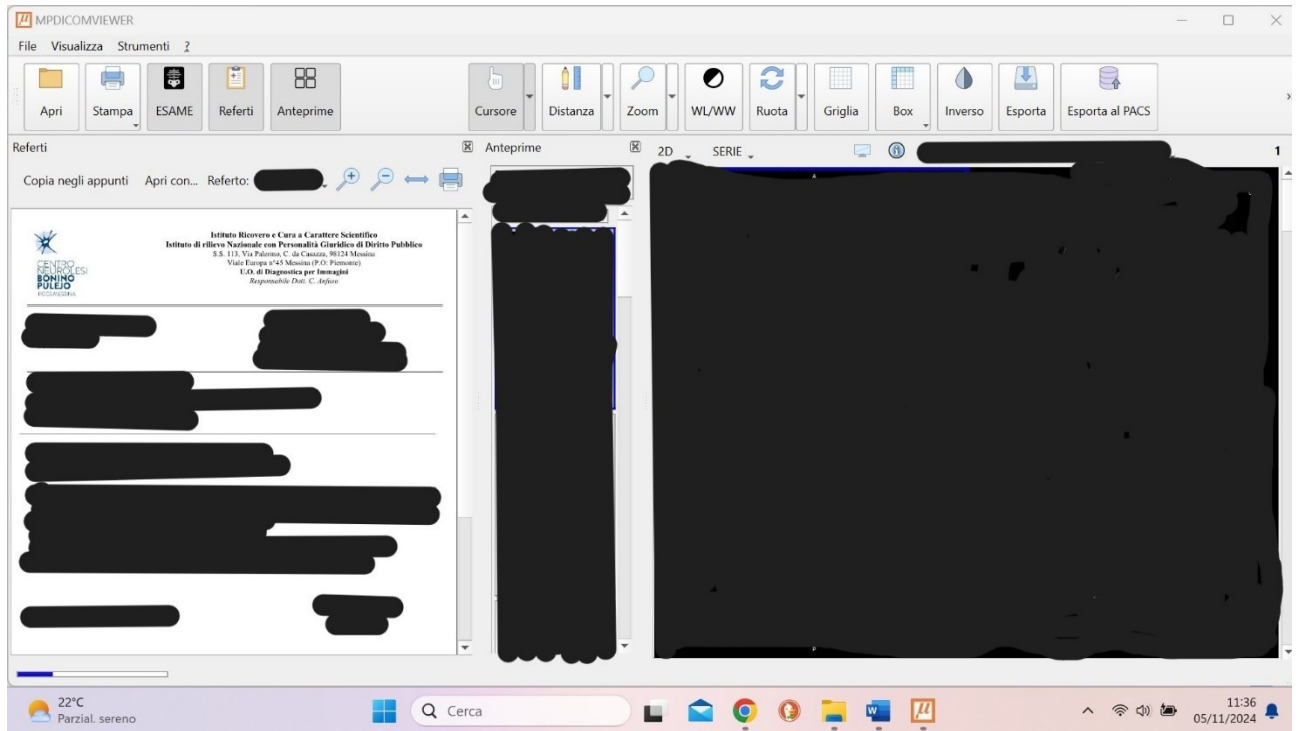 MPDICOMVIEWER
File Visualizza Strumenti ?
Apri Stampa ESAME Referti Anteprime Cursore Distanza Zoom WL/WW Ruota Griglia Box Inverso Esporta Esporta al PACS
Referti
Anteprime
2D SERIE 1
Copia negli appunti Apri con... Referto:
Istituto Ricovero e Cura a Carattere Scientifico
Istituto di rilievo Nazionale con Personalità Giuridico di Diritto Pubblico
S.S. 113, Via Palermo, C. da Casazza, 98124 Messina
Viale Europa n°45 Messina (P.O: Piemonte)
U.O. di Diagnostica per Immagini
Responsabile Dott. C. Anfuso
CENTRO
NEUROLESI
BONINO
PULEJO
IRCCS MESSINA
A
P
22°C
Parzial. sereno
Cerca
11:36
05/11/2024